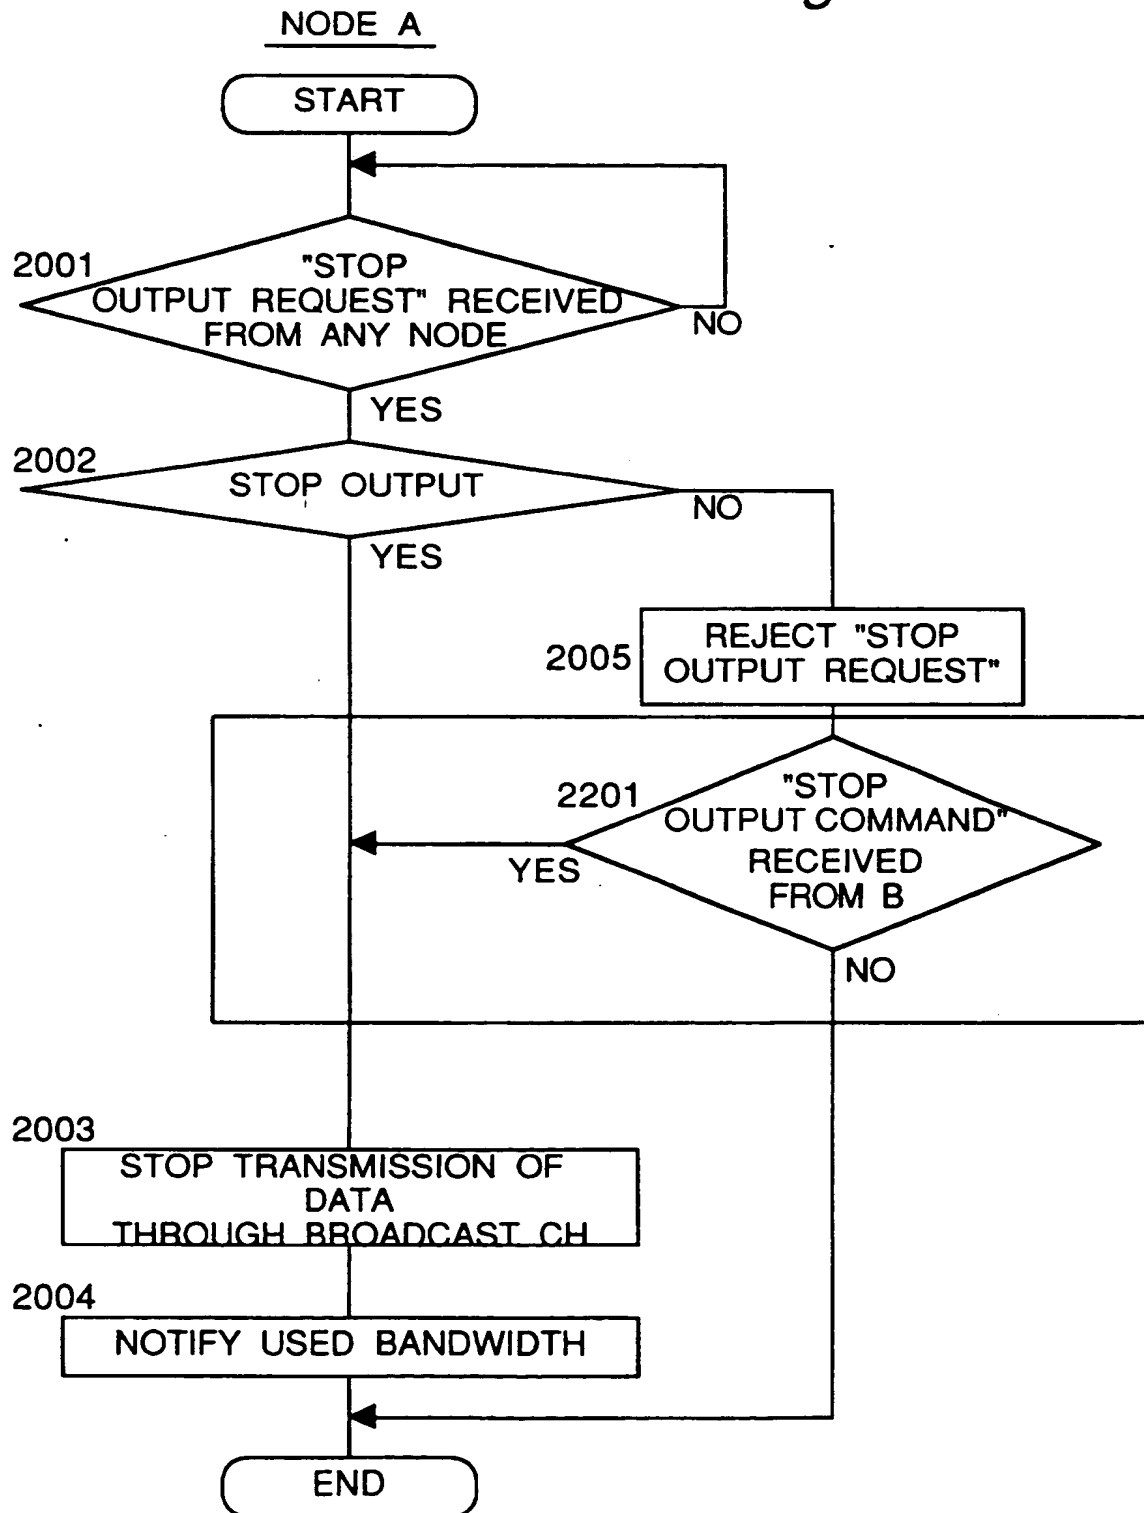 NODE A
START
2001
"STOP
OUTPUT REQUEST" RECEIVED
FROM ANY NODE
NO
YES
2002
STOP OUTPUT
NO
YES
2005
REJECT "STOP
OUTPUT REQUEST"
2201
"STOP
OUTPUT COMMAND"
RECEIVED
FROM B
YES
NO
2003
STOP TRANSMISSION OF
DATA
THROUGH BROADCAST CH
2004
NOTIFY USED BANDWIDTH
END